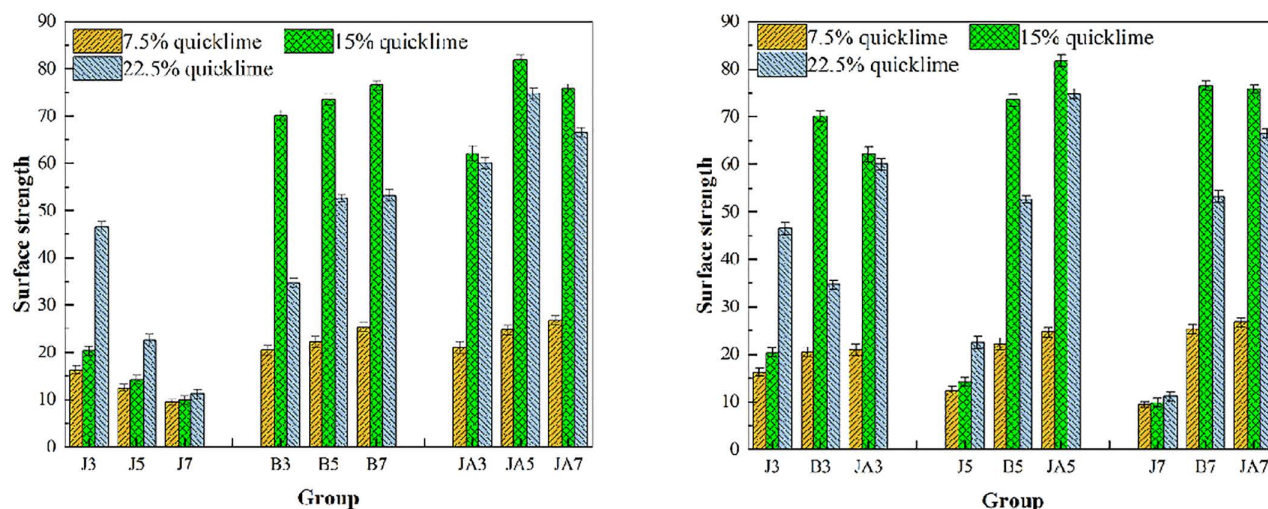 90
80
70
60
50
40
30
20
10
0
Surface strength
7.5% quicklime 15% quicklime
22.5% quicklime
J3 J5 J7 B3 B5 B7 JA3 JA5 JA7
Group
90
80
70
60
50
40
30
20
10
0
Surface strength
7.5% quicklime 15% quicklime
22.5% quicklime
J3 B3 JA3 J5 B5 JA5 J7 B7 JA7
Group